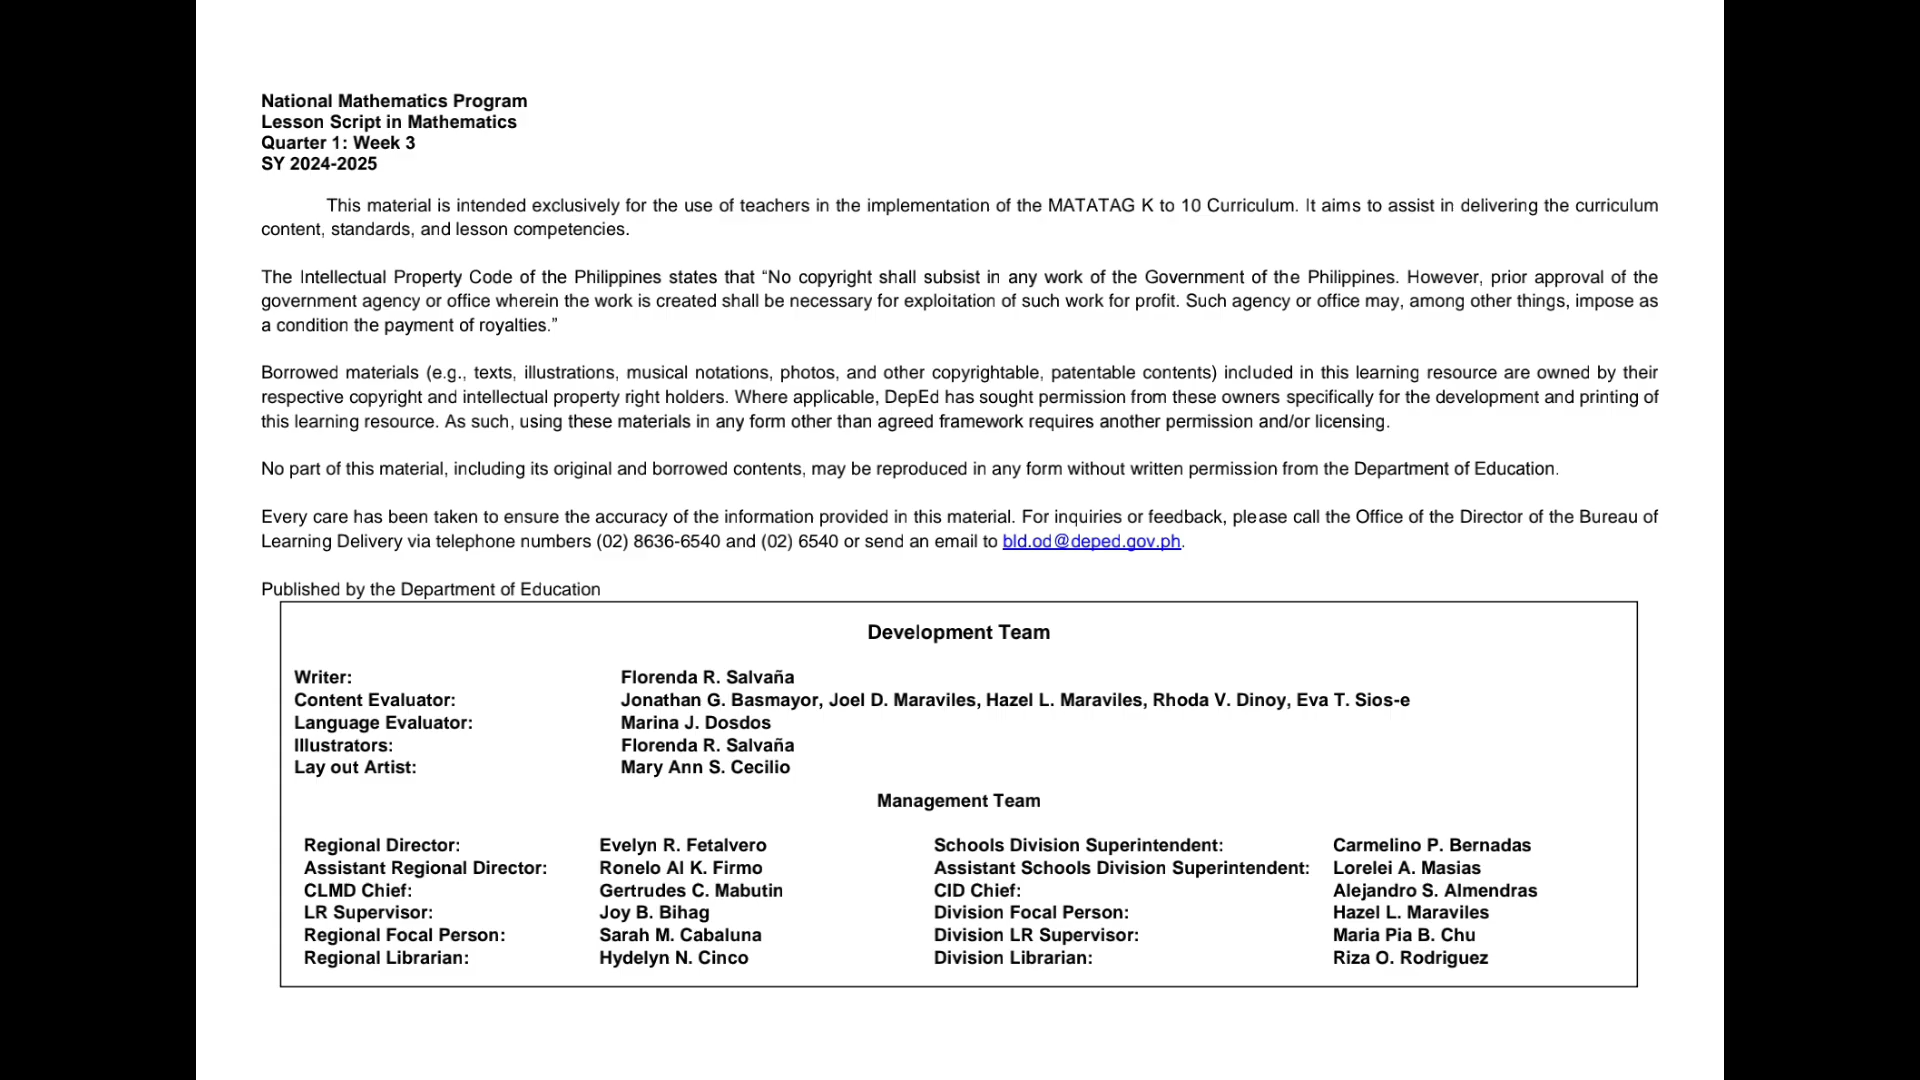 National Mathematics Program
Lesson Script in Mathematics
Quarter 1: Week 3
SY 2024-2025
This material is intended exclusively for the use of teachers in the implementation of the MATATAG K to 10 Curriculum. It aims to assist in delivering the curriculum
content, standards, and lesson competencies.
The Intellectual Property Code of the Philippines states that “No copyright shall subsist in any work of the Government of the Philippines. However, prior approval of the
government agency or office wherein the work is created shall be necessary for exploitation of such work for profit. Such agency or office may, among other things, impose as
a condition the payment of royalties.”
Borrowed materials (e.g., texts, illustrations, musical notations, photos, and other copyrightable, patentable contents) included in this learning resource are owned by their
respective copyright and intellectual property right holders. Where applicable, DepEd has sought permission from these owners specifically for the development and printing of
this learning resource. As such, using these materials in any form other than agreed framework requires another permission and/or licensing.
No part of this material, including its original and borrowed contents, may be reproduced in any form without written permission from the Department of Education.
Every care has been taken to ensure the accuracy of the information provided in this material. For inquiries or feedback, please call the Office of the Director of the Bureau of
Learning Delivery via telephone numbers (02) 8636-6540 and (02) 6540 or send an email to bld.od@deped.gov.ph.
Published by the Department of Education
Development Team
Writer: Florenda R. Salvaña
Content Evaluator: Jonathan G. Basmayor, Joel D. Maraviles, Hazel L. Maraviles, Rhoda V. Dinoy, Eva T. Sios-e
Language Evaluator: Marina J. Dosdos
Illustrators: Florenda R. Salvaña
Lay out Artist: Mary Ann S. Cecilio
Management Team
Regional Director: Evelyn R. Fetalvero Schools Division Superintendent: Carmelino P. Bernadas
Assistant Regional Director: Ronelo Al K. Firmo Assistant Schools Division Superintendent: Lorelei A. Masias
CLMD Chief: Gertrudes C. Mabutin CID Chief: Alejandro S. Almendras
LR Supervisor: Joy B. Bihag Division Focal Person: Hazel L. Maraviles
Regional Focal Person: Sarah M. Cabaluna Division LR Supervisor: Maria Pia B. Chu
Regional Librarian: Hydelyn N. Cinco Division Librarian: Riza O. Rodriguez